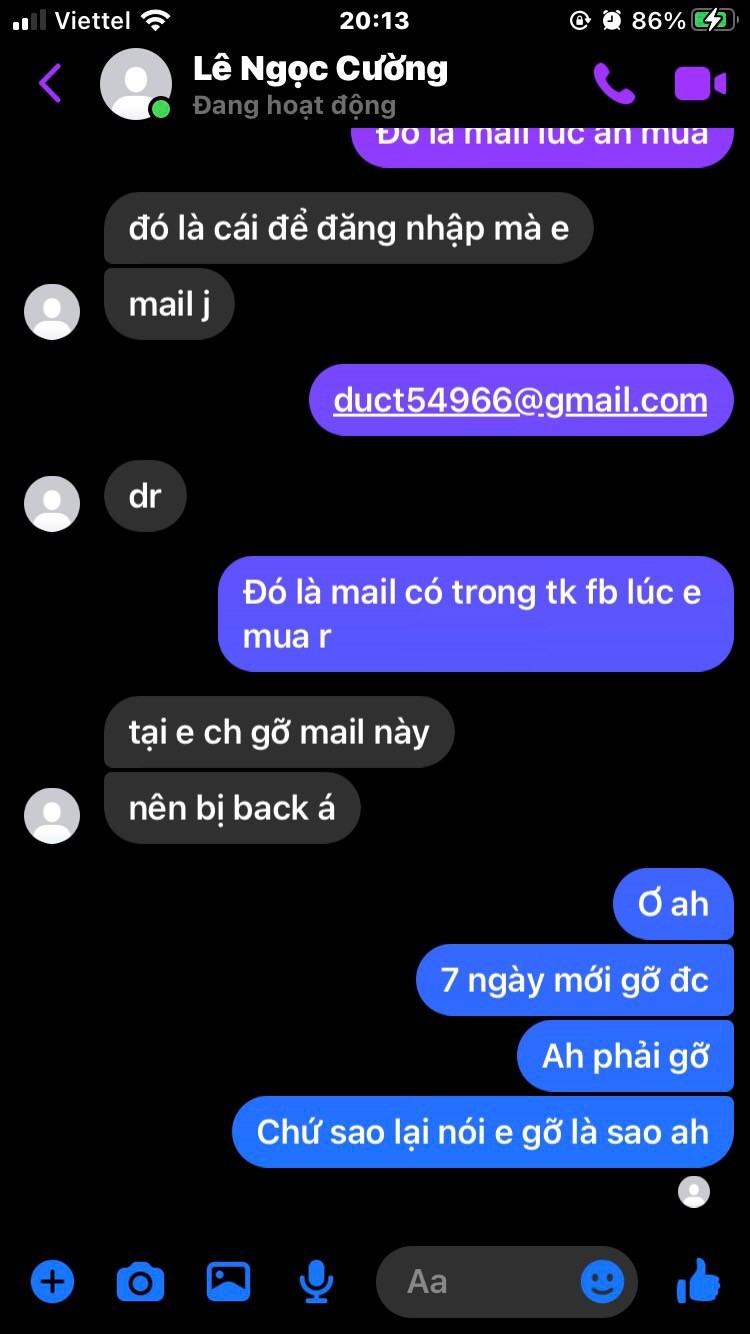 Viettel 20:13 86%
Lê Ngọc Cường
Đang hoạt động
Đó là mail lúc ah mua
đó là cái để đăng nhập mà e
mail j
duct54966@gmail.com
dr
Đó là mail có trong tk fb lúc e
mua r
tại e ch gỡ mail này
nên bị back á
Ơ ah
7 ngày mới gỡ đc
Ah phải gỡ
Chứ sao lại nói e gỡ là sao ah
Aa